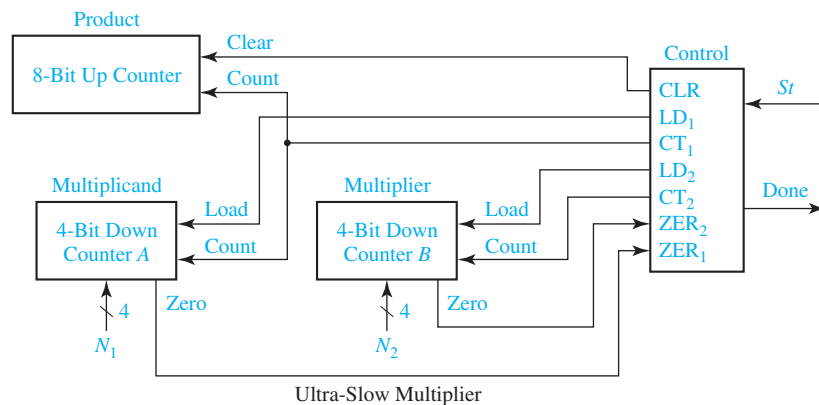 Product
8-Bit Up Counter
Clear
Count
Control
CLR
LD₁
CT₁
LD₂
CT₂
ZER₂
ZER₁
St
Done
Multiplicand
4-Bit Down
Counter A
Load
Count
Zero
4
N₁
Multiplier
4-Bit Down
Counter B
Load
Count
Zero
4
N₂
Ultra-Slow Multiplier